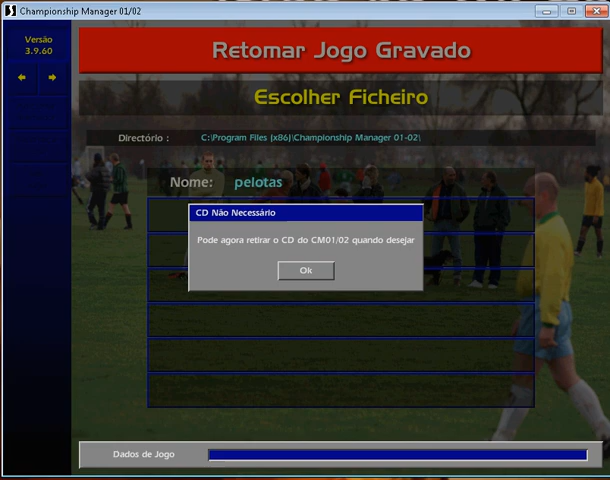 Championship Manager 01/02
Versão
3.9.60
Retomar Jogo Gravado
Escolher Ficheiro
Directório : C:\Program Files (x86)\Championship Manager 01-02\
Nome: pelotas
CD Não Necessário
Pode agora retirar o CD do CM01/02 quando desejar
Ok
Dados de Jogo